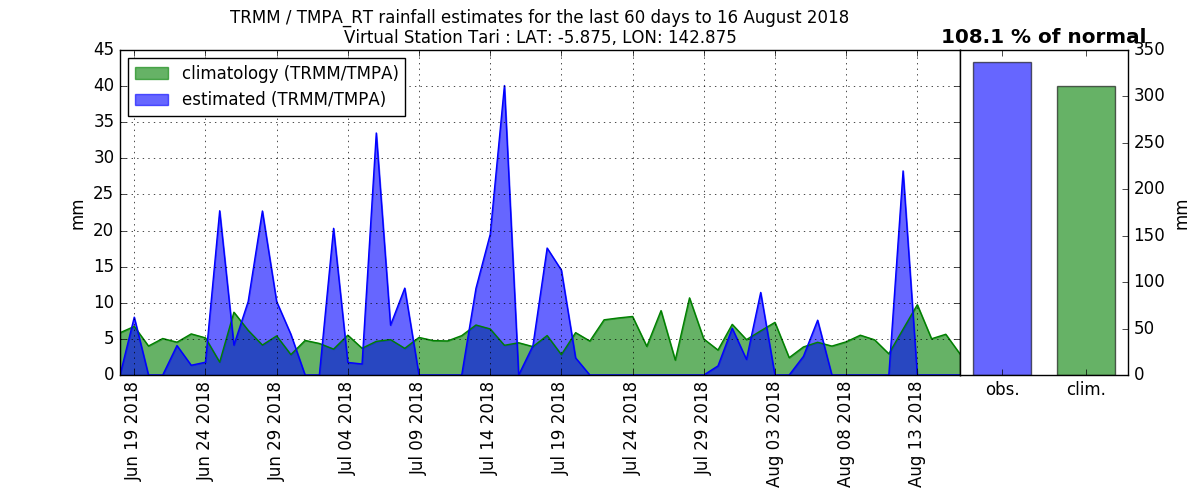 TRMM / TMPA_RT rainfall estimates for the last 60 days to 16 August 2018
Virtual Station Tari : LAT: -5.875, LON: 142.875
108.1 % of normal
climatology (TRMM/TMPA)
estimated (TRMM/TMPA)
mm
45
40
35
30
25
20
15
10
5
0
Jun 19 2018
Jun 24 2018
Jun 29 2018
Jul 04 2018
Jul 09 2018
Jul 14 2018
Jul 19 2018
Jul 24 2018
Jul 29 2018
Aug 03 2018
Aug 08 2018
Aug 13 2018
obs.
clim.
350
300
250
200
150
100
50
0
mm